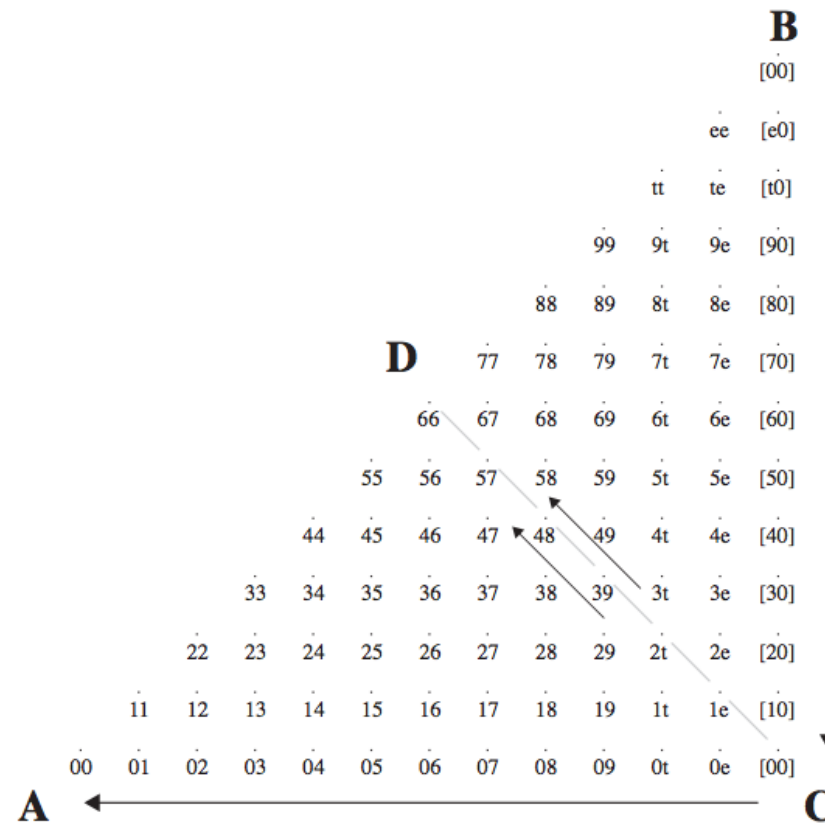 B
[00]
ee [e0]
tt te [t0]
99 9t 9e [90]
88 89 8t 8e [80]
D 77 78 79 7t 7e [70]
66 67 68 69 6t 6e [60]
55 56 57 58 59 5t 5e [50]
44 45 46 47 48 49 4t 4e [40]
33 34 35 36 37 38 39 3t 3e [30]
22 23 24 25 26 27 28 29 2t 2e [20]
11 12 13 14 15 16 17 18 19 1t 1e [10]
00 01 02 03 04 05 06 07 08 09 0t 0e [00]
A C